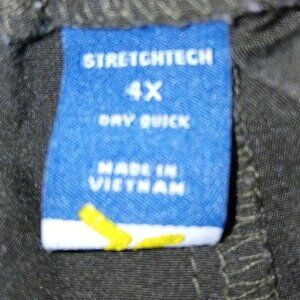 STRETCHTECH
4X
DRY QUICK
MADE IN
VIETNAM